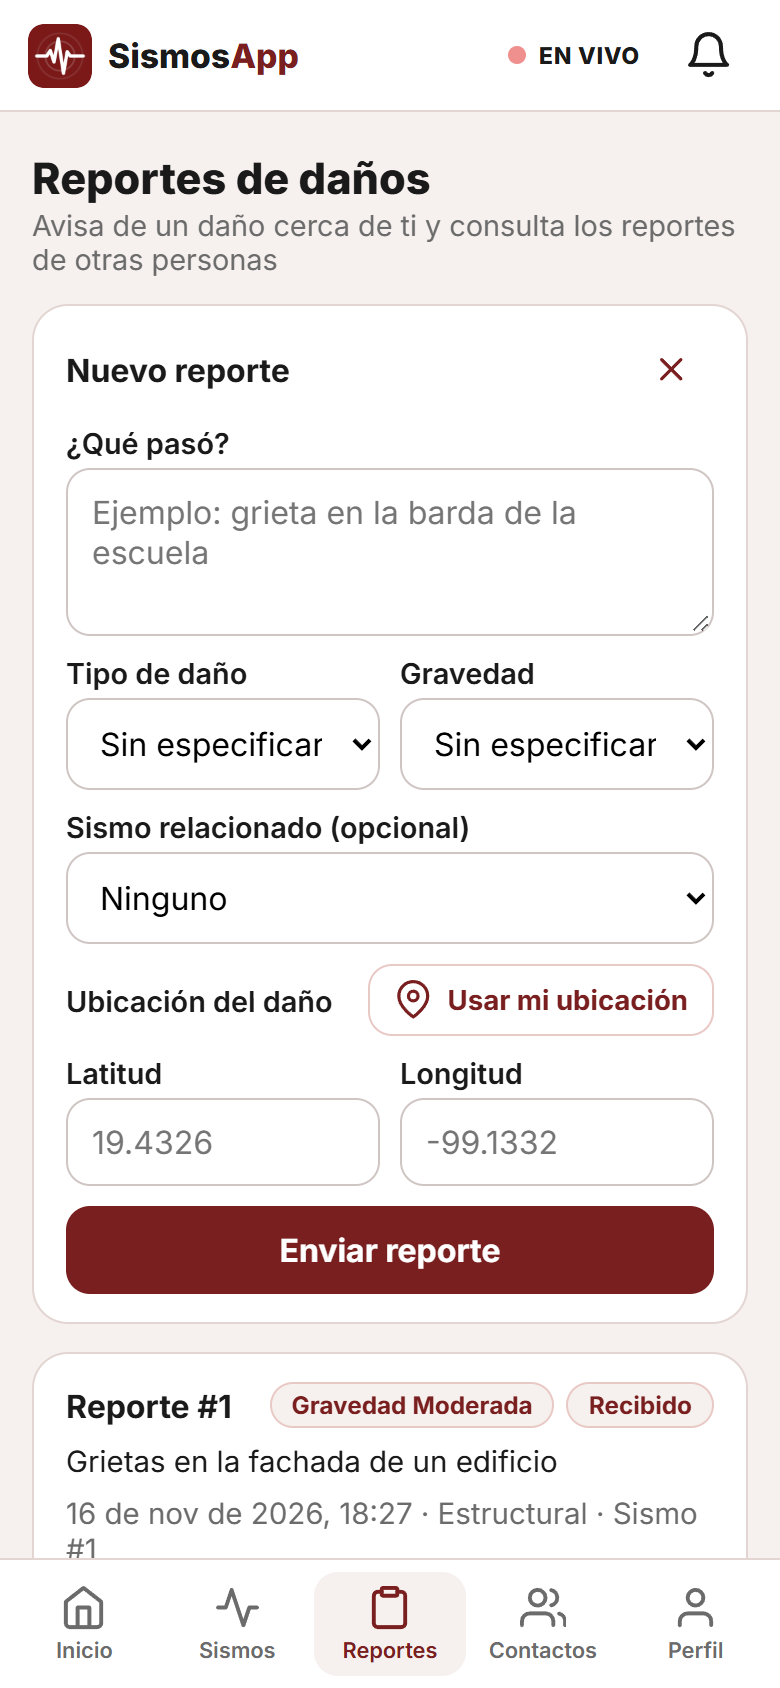 SismosApp
EN VIVO
Reportes de daños
Avisa de un daño cerca de ti y consulta los reportes
de otras personas
Nuevo reporte
¿Qué pasó?
Ejemplo: grieta en la barda de la
escuela
Tipo de daño
Gravedad
Sin especificar
Sin especificar
Sismo relacionado (opcional)
Ninguno
Ubicación del daño
Usar mi ubicación
Latitud
Longitud
19.4326
-99.1332
Enviar reporte
Reporte #1
Gravedad Moderada
Recibido
Grietas en la fachada de un edificio
16 de nov de 2026, 18:27 · Estructural · Sismo
#1
Inicio
Sismos
Reportes
Contactos
Perfil